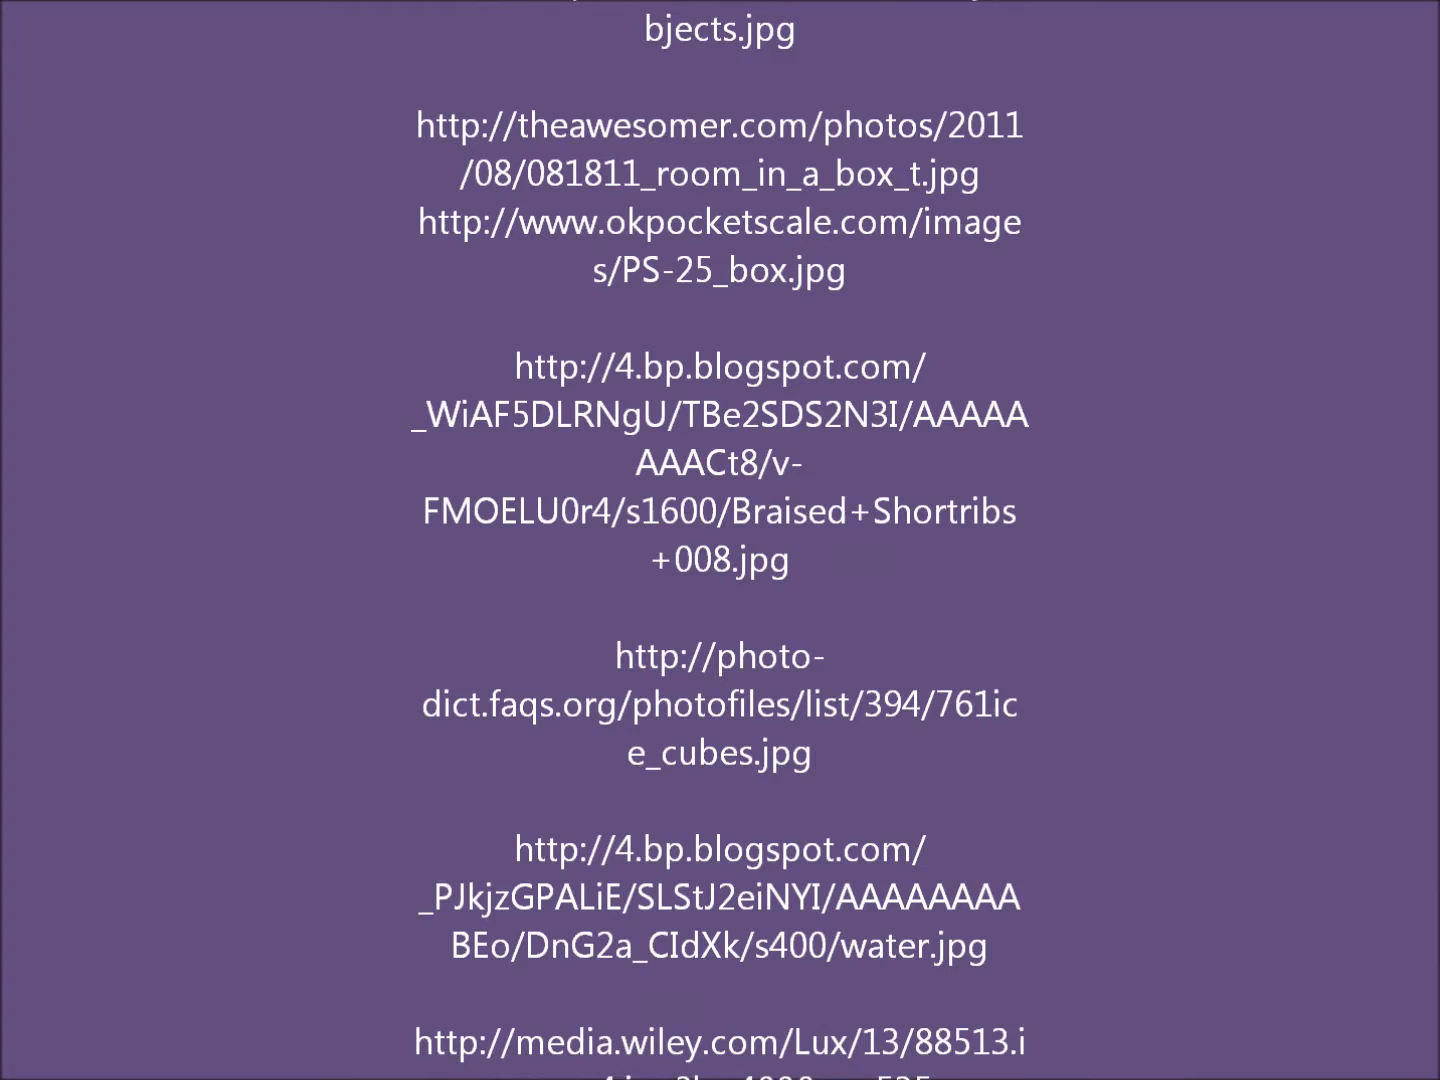 bjects.jpg
http://theawesomer.com/photos/2011
/08/081811_room_in_a_box_t.jpg
http://www.okpocketscale.com/image
s/PS-25_box.jpg
http://4.bp.blogspot.com/
_WiAF5DLRNgU/TBe2SDS2N3I/AAAAA
AAACt8/v-
FMOELU0r4/s1600/Braised+Shortribs
+008.jpg
http://photo-
dict.faqs.org/photofiles/list/394/761ic
e_cubes.jpg
http://4.bp.blogspot.com/
_PJkjzGPALiE/SLStJ2eiNYI/AAAAAAAA
BEo/DnG2a_CIdXk/s400/water.jpg
http://media.wiley.com/Lux/13/88513.i